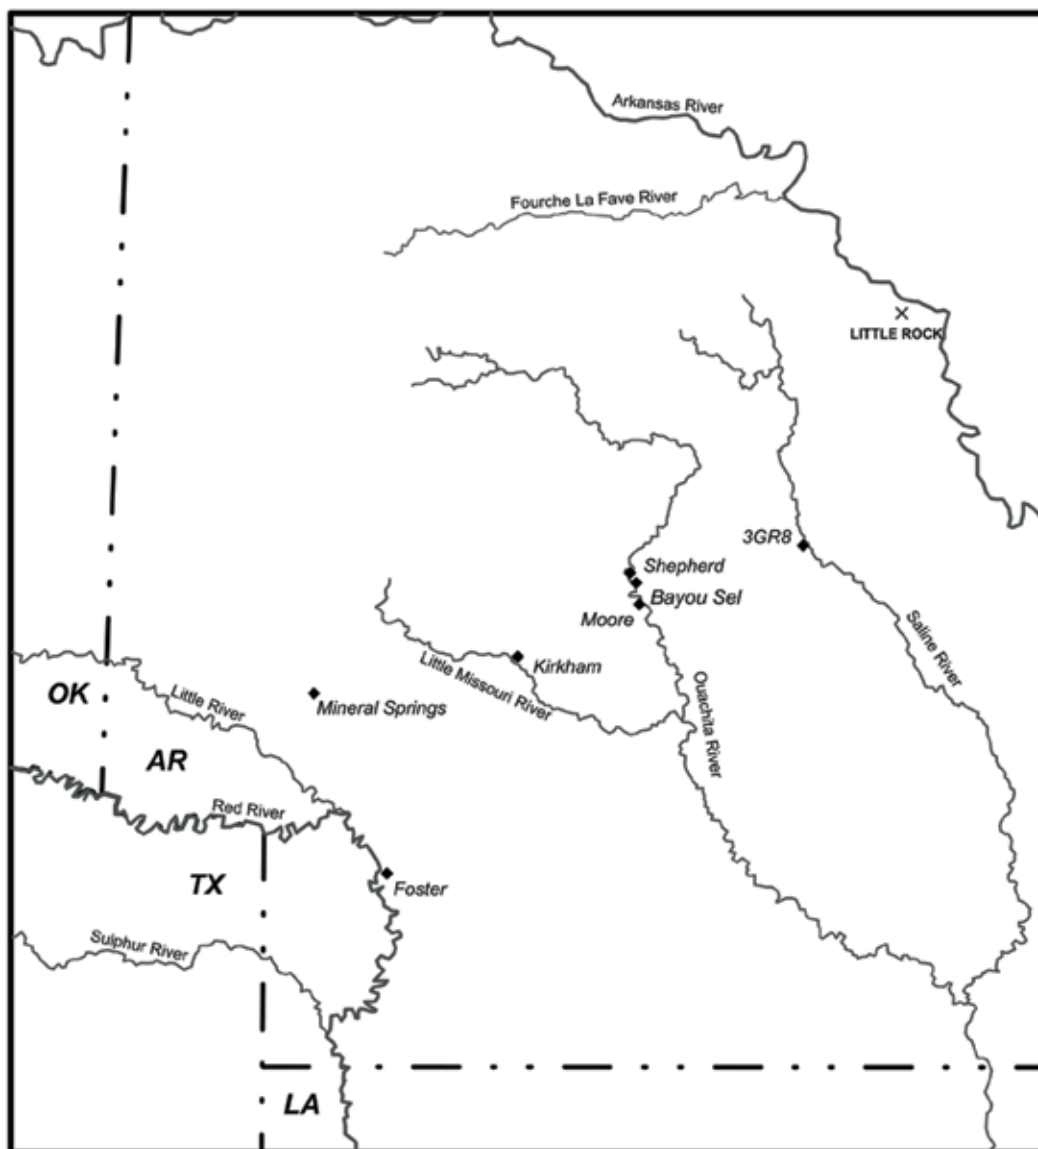 Arkansas River
Fourche La Fave River
LITTLE ROCK
3GR8
Shepherd
Bayou Sel
Moore
Saline River
Kirkham
Little Missouri River
Ouachita River
OK
Little River
Mineral Springs
AR
Red River
TX
Foster
Sulphur River
LA